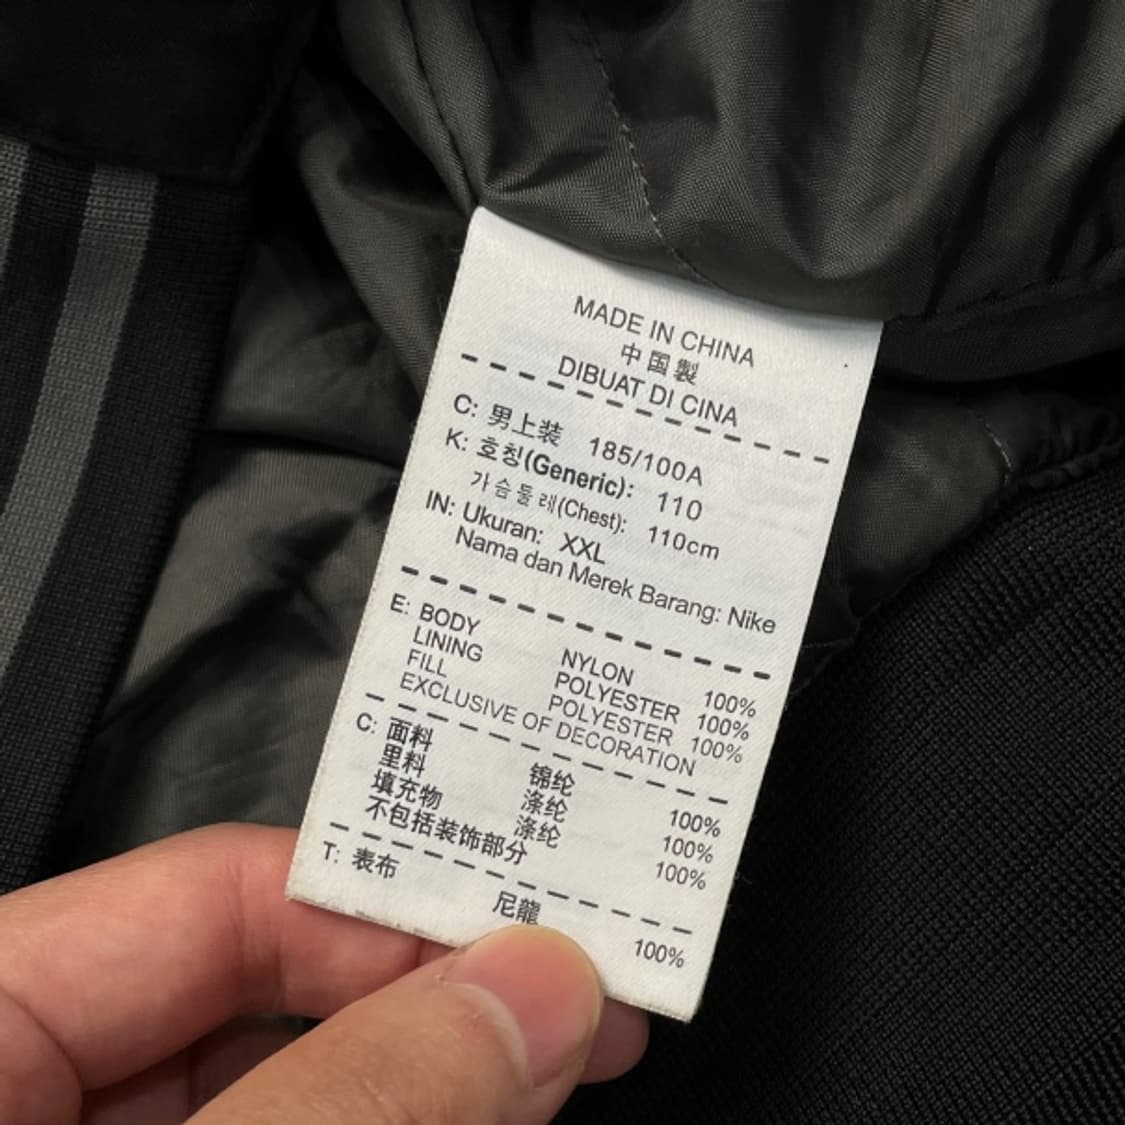 MADE IN CHINA
中国製
DIBUAT DI CINA
C: 男上装 185/100A
K: 호칭(Generic): 110
가슴둘레(Chest): 110cm
IN: Ukuran: XXL
Nama dan Merek Barang: Nike
E: BODY NYLON 100%
LINING POLYESTER 100%
FILL POLYESTER 100%
EXCLUSIVE OF DECORATION
C: 面料 锦纶 100%
里料 涤纶 100%
填充物 涤纶 100%
不包括装饰部分
T: 表布 尼龍 100%